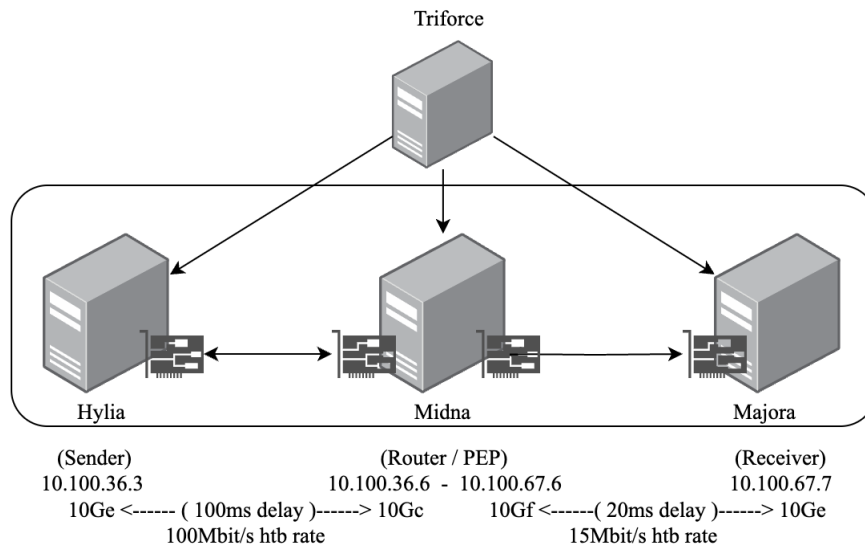 Triforce
Hylia Midna Majora
(Sender) (Router / PEP) (Receiver)
10.100.36.3 10.100.36.6 - 10.100.67.6 10.100.67.7
10Ge <------ ( 100ms delay )------> 10Gc 10Gf <------( 20ms delay )------> 10Ge
100Mbit/s htb rate 15Mbit/s htb rate